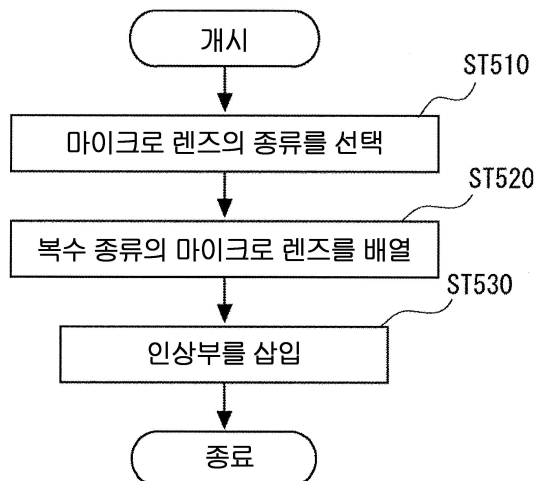 개시
ST510
마이크로 렌즈의 종류를 선택
ST520
복수 종류의 마이크로 렌즈를 배열
ST530
인상부를 삽입
종료